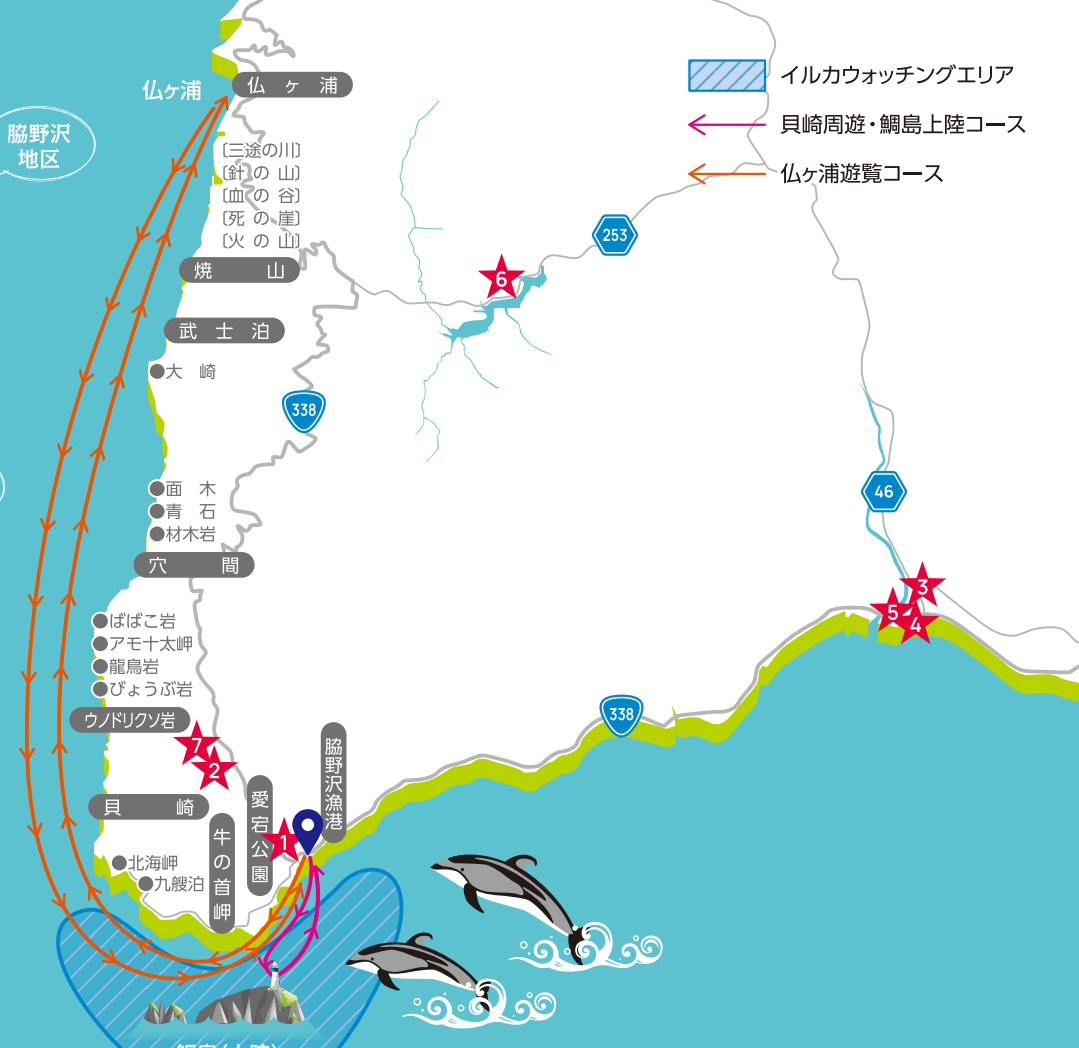 イルカウォッチングエリア
貝崎周遊・鯛島上陸コース
仏ヶ浦遊覧コース
仏ヶ浦
仏ヶ浦
脇野沢
地区
〔三途の川〕
〔針の山〕
〔血の谷〕
〔死の崖〕
〔火の山〕
焼山
武士泊
大崎
253
6
338
面木
青石
材木岩
46
穴間
3
5
4
ばばこ岩
アモ十太岬
龍鳥岩
びょうぶ岩
ウノドリクソ岩
338
7
2
脇野沢漁港
愛宕公園
貝崎
牛の首岬
1
北海岬
九艘泊